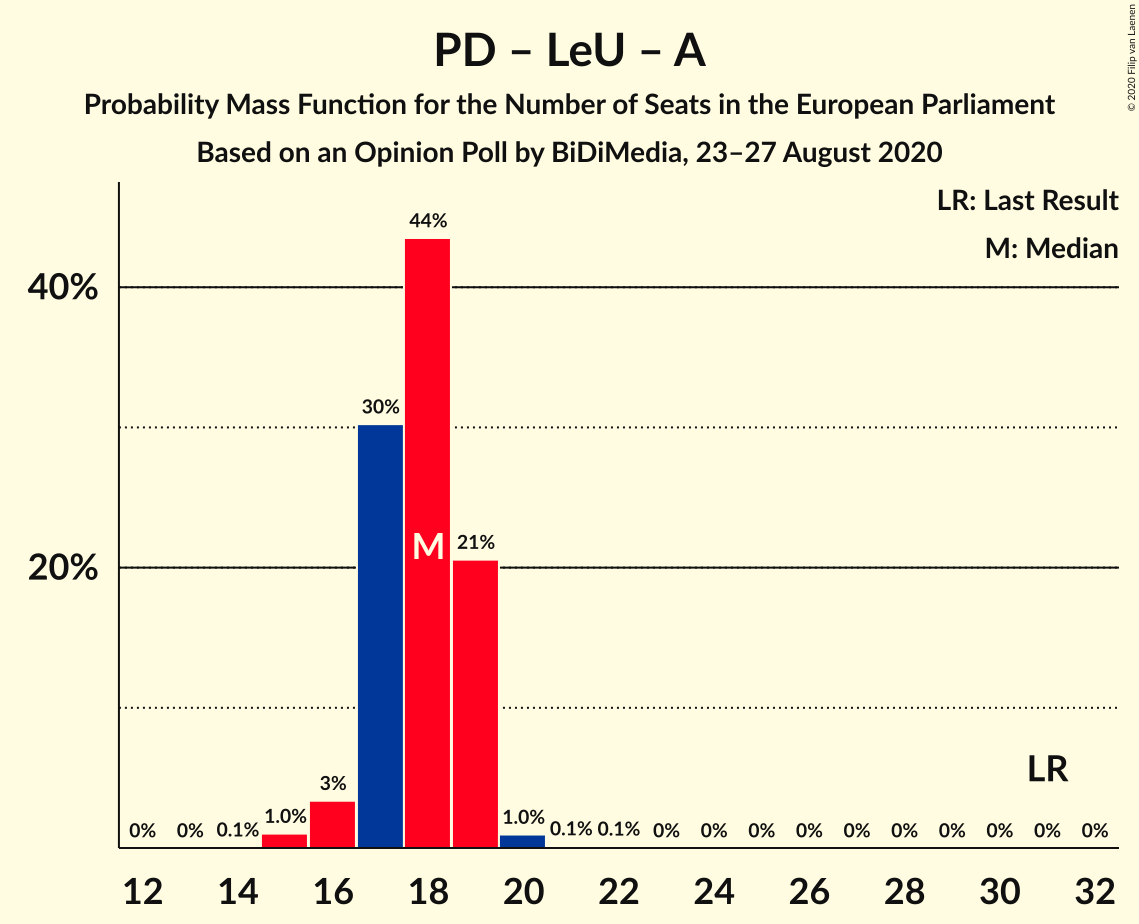 PD – LeU – A
Probability Mass Function for the Number of Seats in the European Parliament
Based on an Opinion Poll by BiDiMedia, 23–27 August 2020
© 2020 Filip van Laenen
LR: Last Result
M: Median
40%
20%
0% 0% 0.1% 1.0% 3% 30% 44% 21% 1.0% 0.1% 0.1% 0% 0% 0% 0% 0% 0% 0% 0% 0% 0%
M
LR
12 14 16 18 20 22 24 26 28 30 32